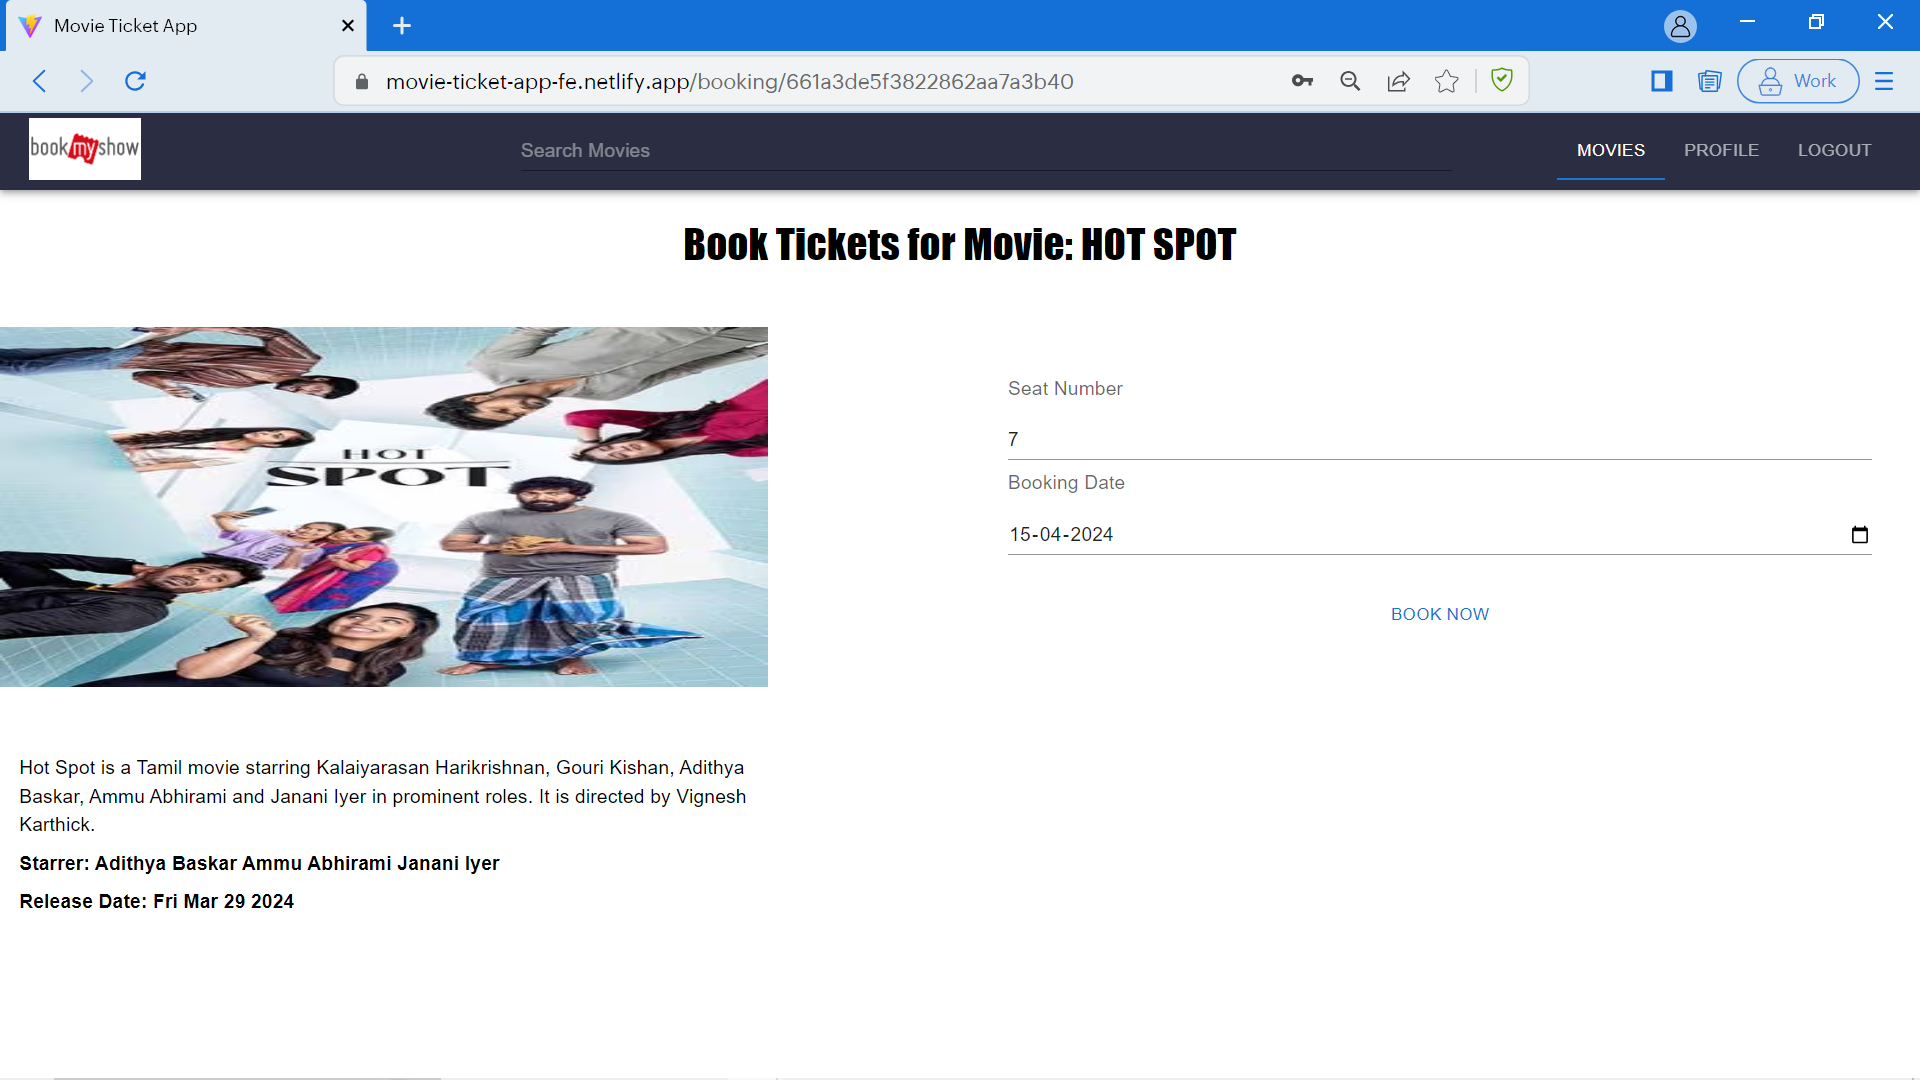 Movie Ticket App
movie-ticket-app-fe.netlify.app/booking/661a3de5f3822862aa7a3b40
Work
bookmyshow
Search Movies
MOVIES
PROFILE
LOGOUT
Book Tickets for Movie: HOT SPOT
HOT
SPOT
Seat Number
7
Booking Date
15-04-2024
BOOK NOW
Hot Spot is a Tamil movie starring Kalaiyarasan Harikrishnan, Gouri Kishan, Adithya
Baskar, Ammu Abhirami and Janani Iyer in prominent roles. It is directed by Vignesh
Karthick.
Starrer: Adithya Baskar Ammu Abhirami Janani Iyer
Release Date: Fri Mar 29 2024